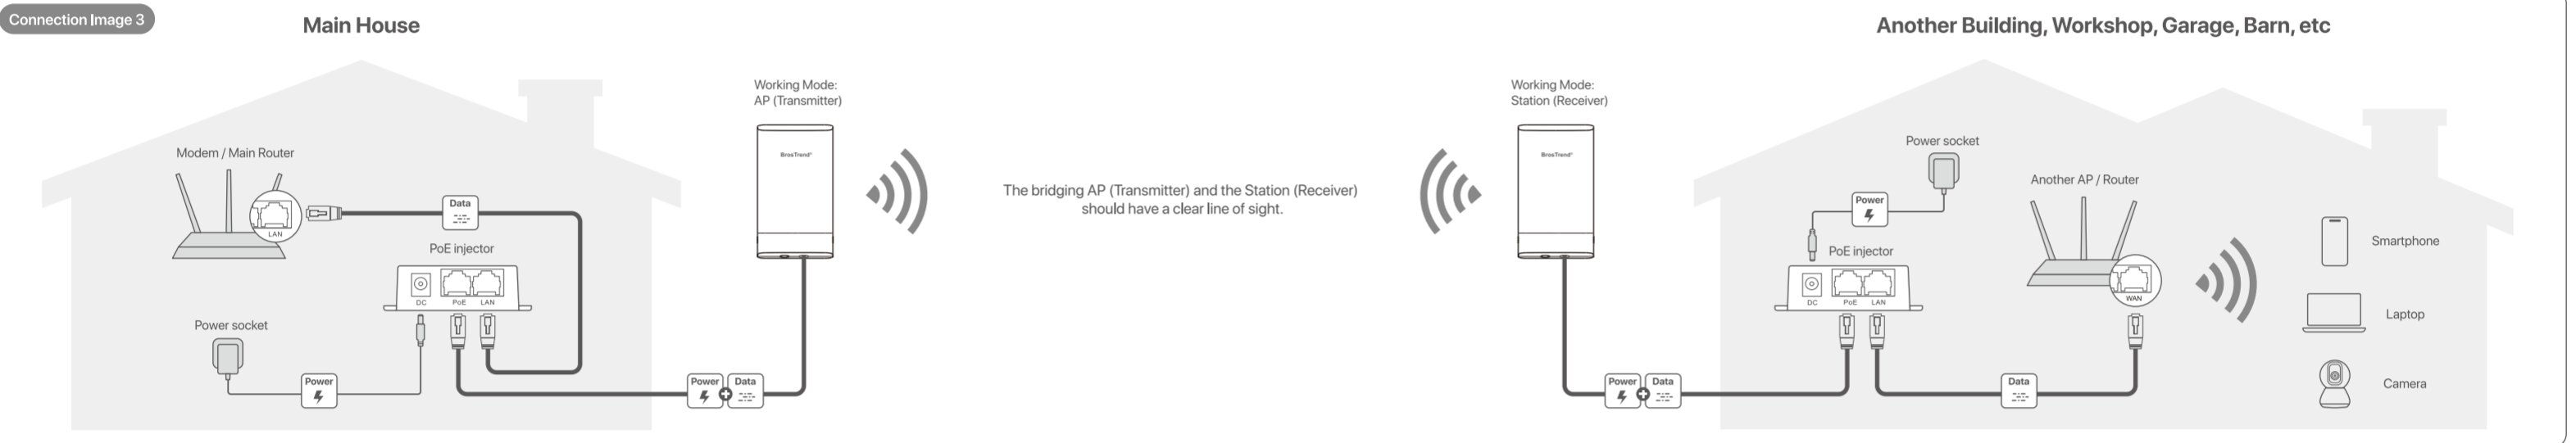 Connection Image 3
Main House
Another Building, Workshop, Garage, Barn, etc
Working Mode:
AP (Transmitter)
Working Mode:
Station (Receiver)
Modem / Main Router
LAN
Data
PoE injector
DC
PoE
LAN
Power socket
Power
Power
Data
BrosTrend®
The bridging AP (Transmitter) and the Station (Receiver)
should have a clear line of sight.
BrosTrend®
Power
Data
Power socket
Power
PoE injector
DC
PoE
LAN
Another AP / Router
WAN
Data
Smartphone
Laptop
Camera